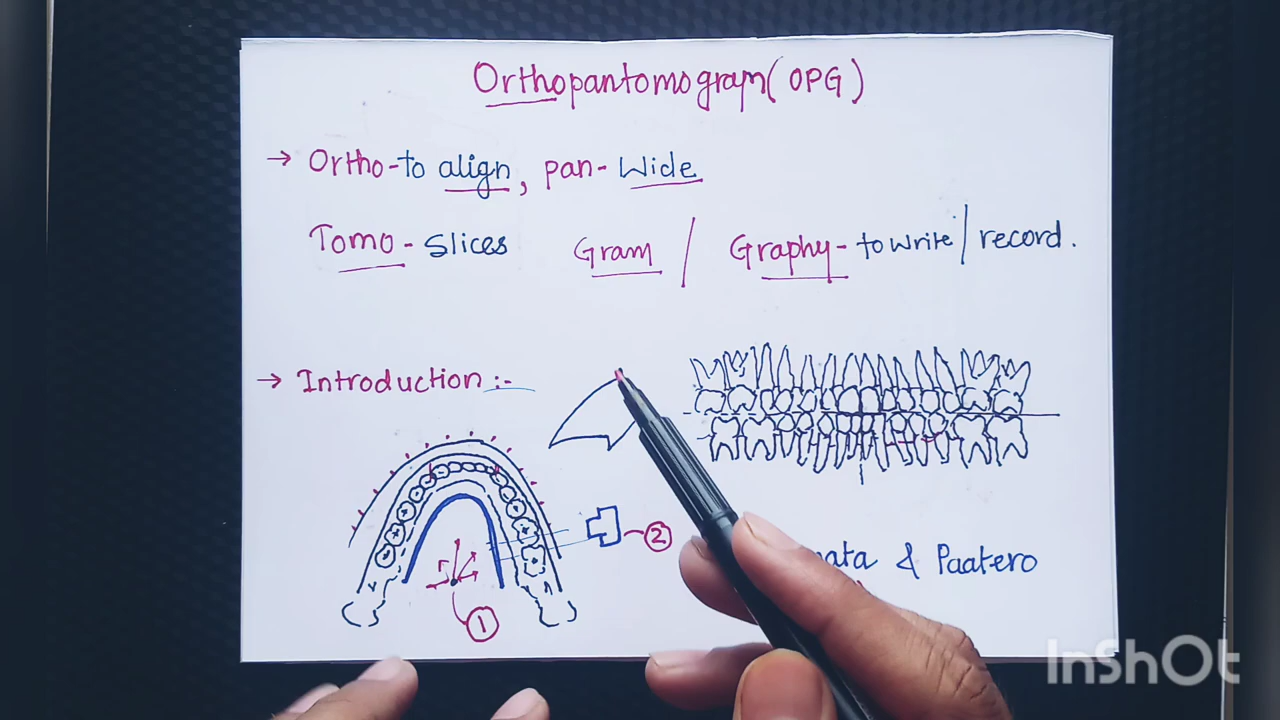 Orthopantomogram (OPG)
→ Ortho-to align, pan- Wide
Tomo - Slices Gram / Graphy- to write/record.
→ Introduction :-
2
& Paatero
1
InShOt